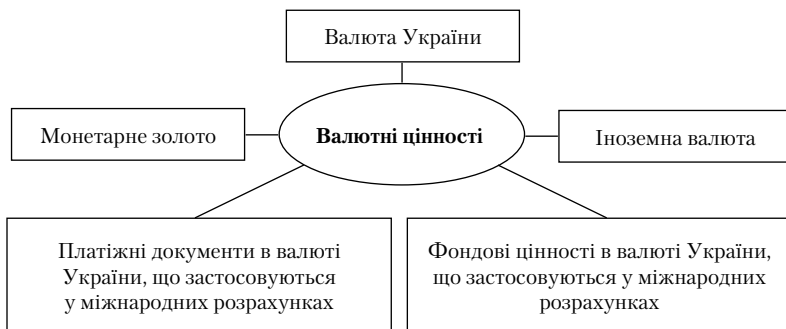 Валюта України
Монетарне золото
Валютні цінності
Іноземна валюта
Платіжні документи в валюті
України, що застосовуються
у міжнародних розрахунках
Фондові цінності в валюті України,
що застосовуються у міжнародних
розрахунках